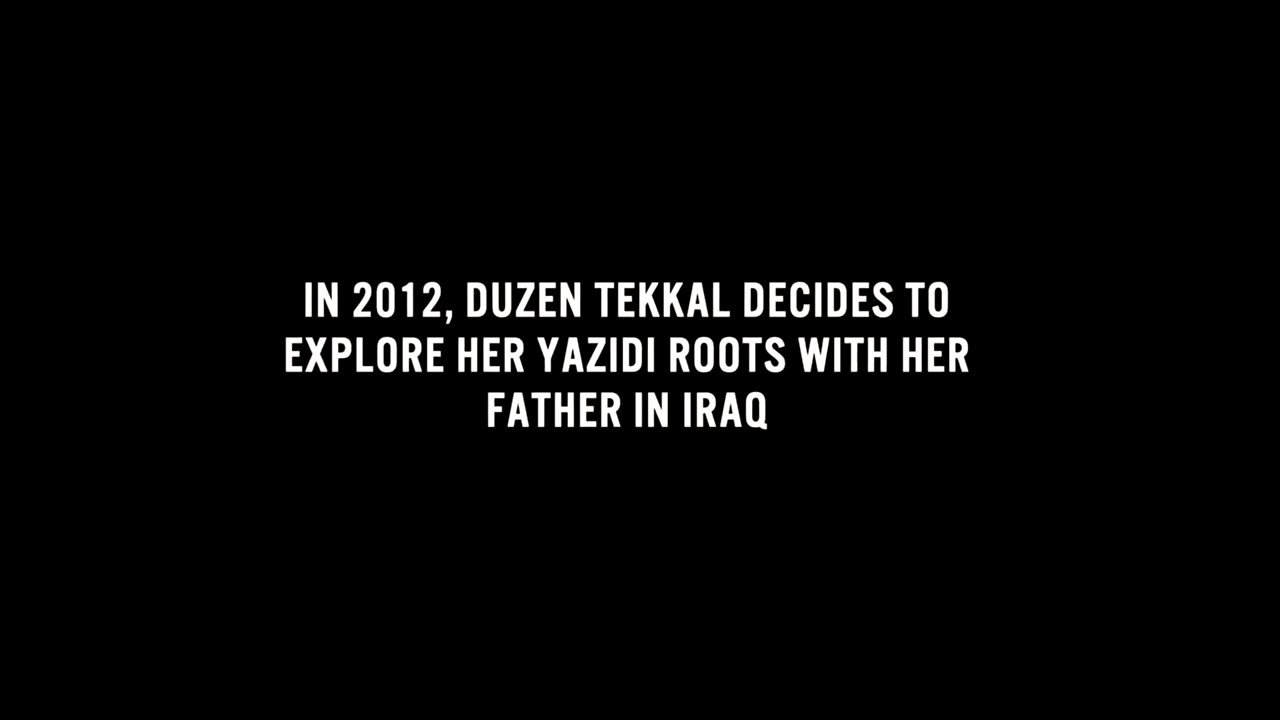 IN 2012, DUZEN TEKKAL DECIDES TO
EXPLORE HER YAZIDI ROOTS WITH HER
FATHER IN IRAQ